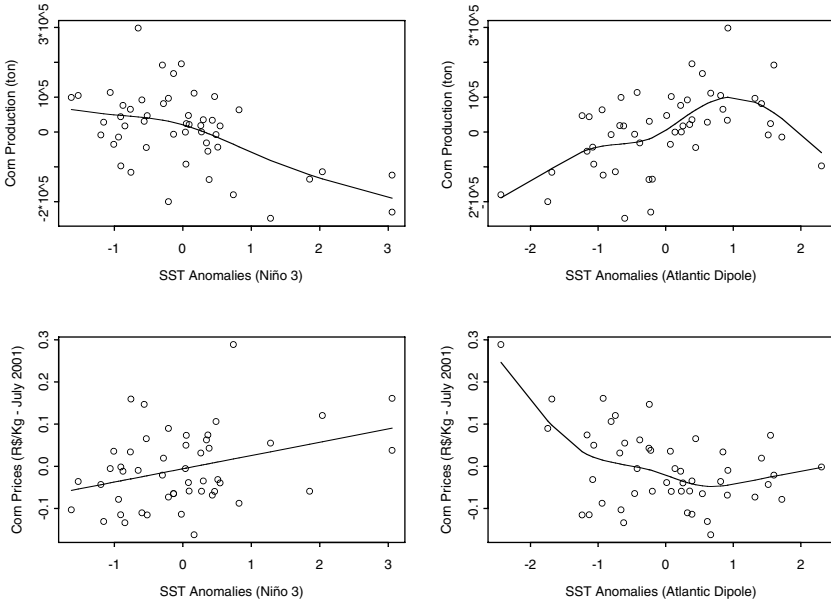 Corn Production (ton)
3*10^5
10^5
0
-2*10^5
-1 0 1 2 3
SST Anomalies (Niño 3)
Corn Production (ton)
3*10^5
10^5
0
-2*10^5
-2 -1 0 1 2
SST Anomalies (Atlantic Dipole)
Corn Prices (R$/Kg - July 2001)
0.3
0.2
0.1
0.0
-0.1
-1 0 1 2 3
SST Anomalies (Niño 3)
Corn Prices (R$/Kg - July 2001)
0.3
0.2
0.1
0.0
-0.1
-2 -1 0 1 2
SST Anomalies (Atlantic Dipole)